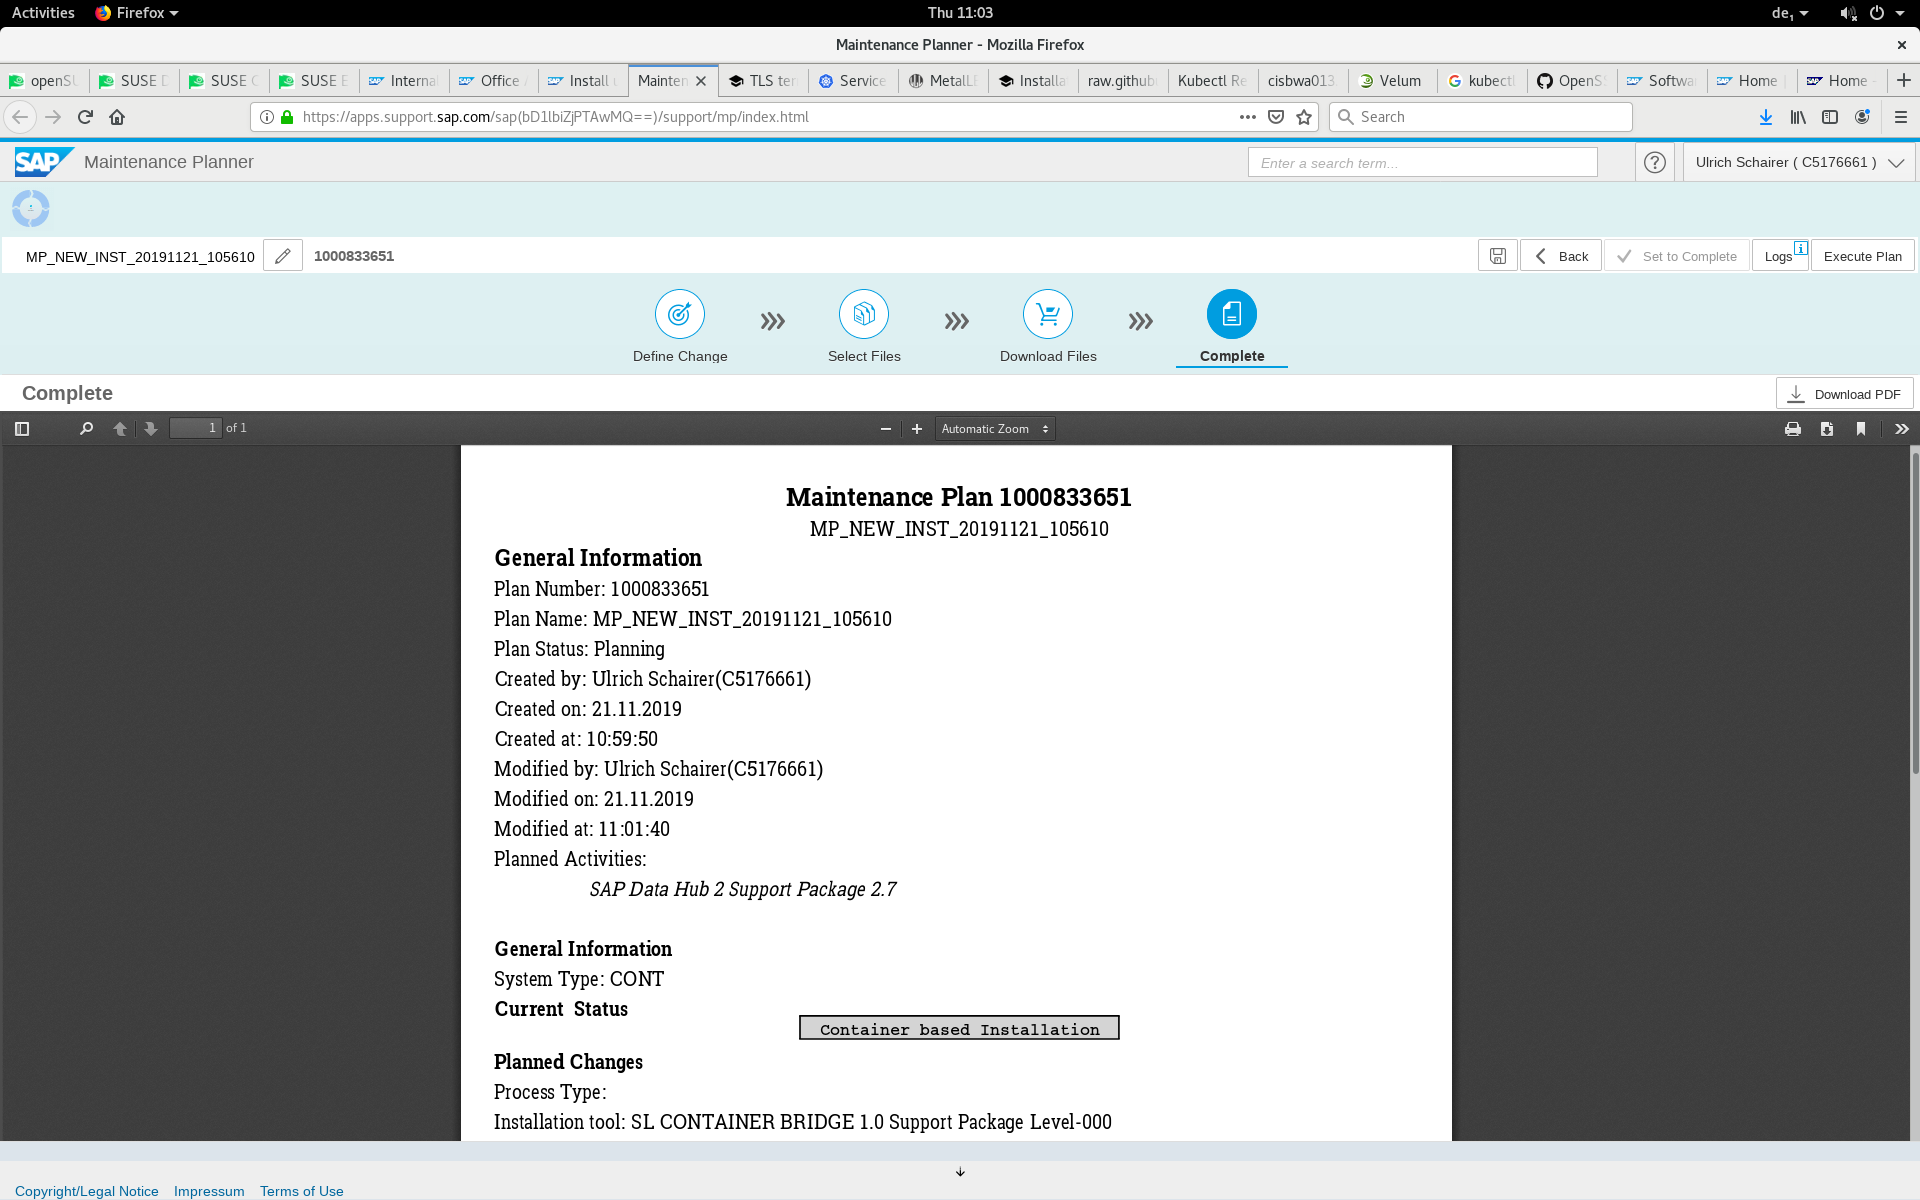 Activities Firefox Thu 11:03 de1
Maintenance Planner - Mozilla Firefox
openSU SUSE SUSE C SUSE E Interna Office Install Mainten TLS ter Service MetalL Installa raw.githubu Kubectl Re cisbwa013. Velum kubectl OpenS Softwa Home Home -
https://apps.support.sap.com/sap(bD1lbiZjPTAwMQ==)/support/mp/index.html Search
SAP Maintenance Planner Enter a search term... ? Ulrich Schairer ( C5176661 )
MP_NEW_INST_20191121_105610 1000833651 Back Set to Complete Logs i Execute Plan
Define Change Select Files Download Files Complete
Complete Download PDF
1 of 1 Automatic Zoom
Maintenance Plan 1000833651
MP_NEW_INST_20191121_105610
General Information
Plan Number: 1000833651
Plan Name: MP_NEW_INST_20191121_105610
Plan Status: Planning
Created by: Ulrich Schairer(C5176661)
Created on: 21.11.2019
Created at: 10:59:50
Modified by: Ulrich Schairer(C5176661)
Modified on: 21.11.2019
Modified at: 11:01:40
Planned Activities:
SAP Data Hub 2 Support Package 2.7
General Information
System Type: CONT
Current Status
Container based Installation
Planned Changes
Process Type:
Installation tool: SL CONTAINER BRIDGE 1.0 Support Package Level-000
Copyright/Legal Notice Impressum Terms of Use